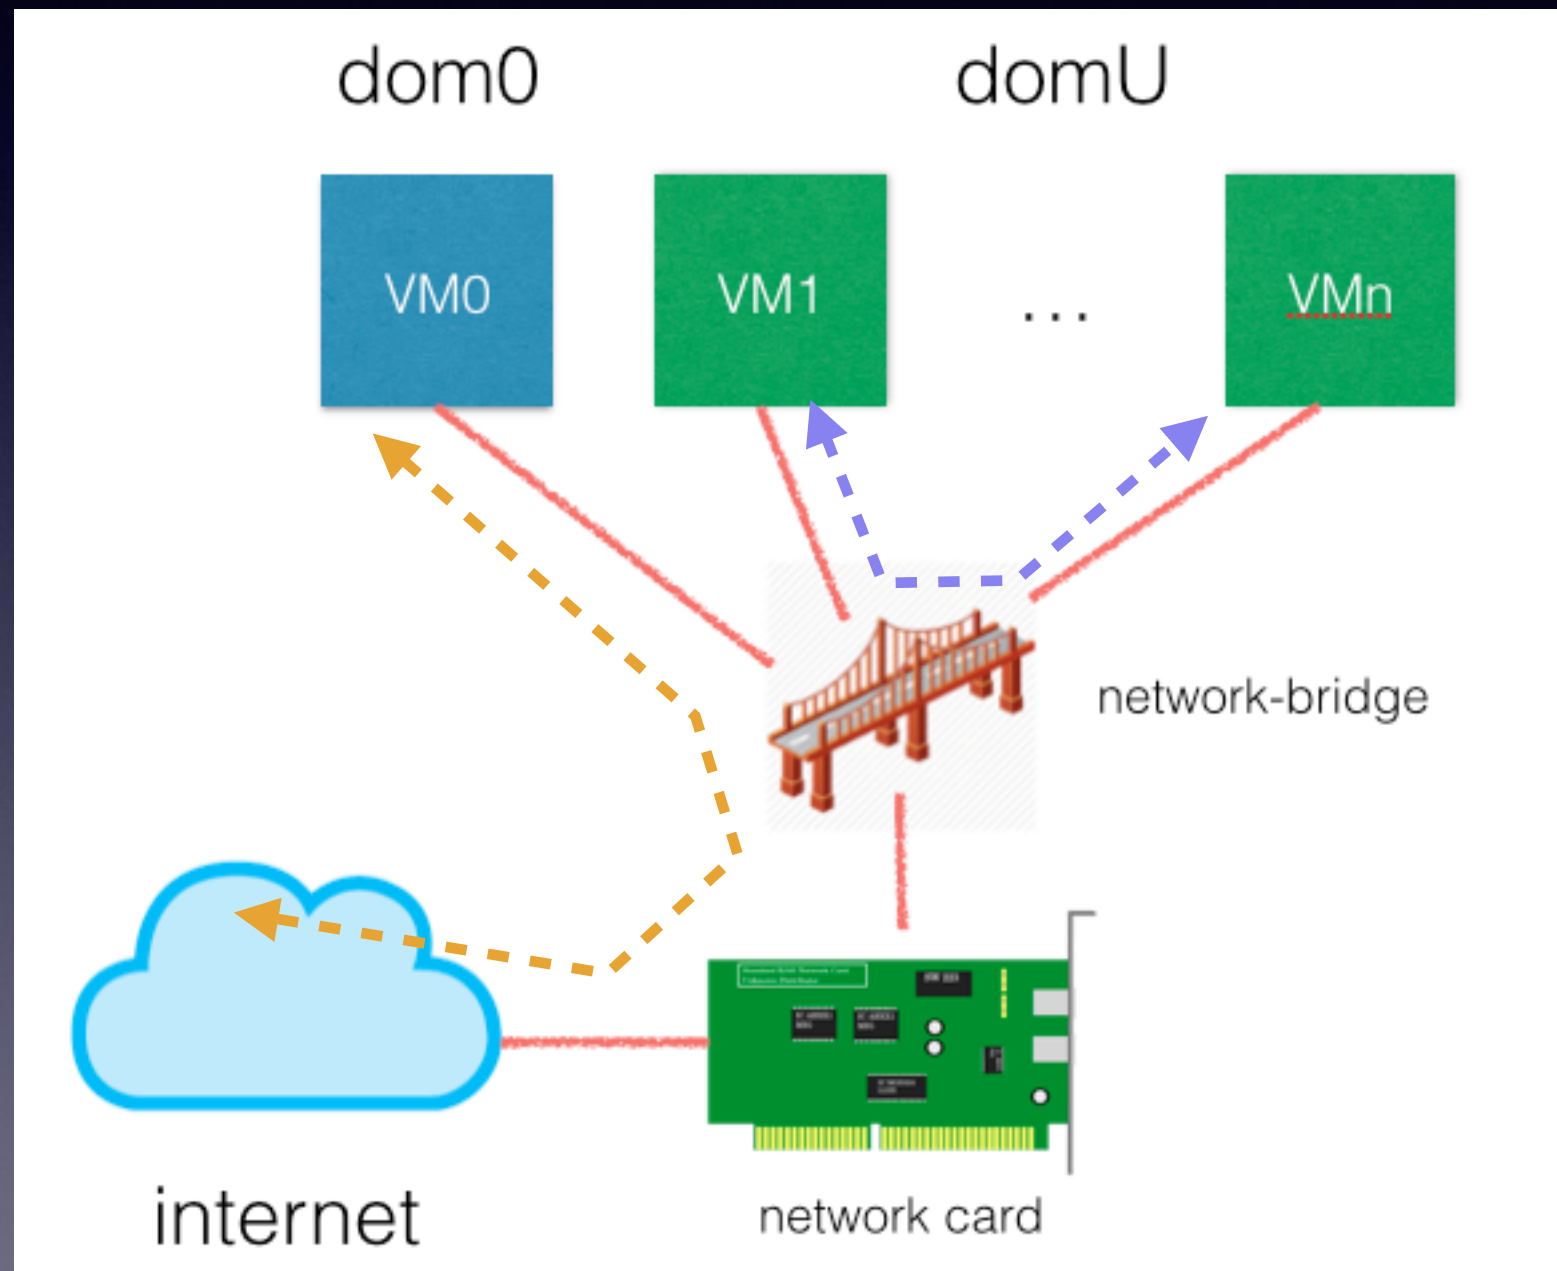 dom0
domU
VM0
VM1
...
VMn
network-bridge
internet
network card